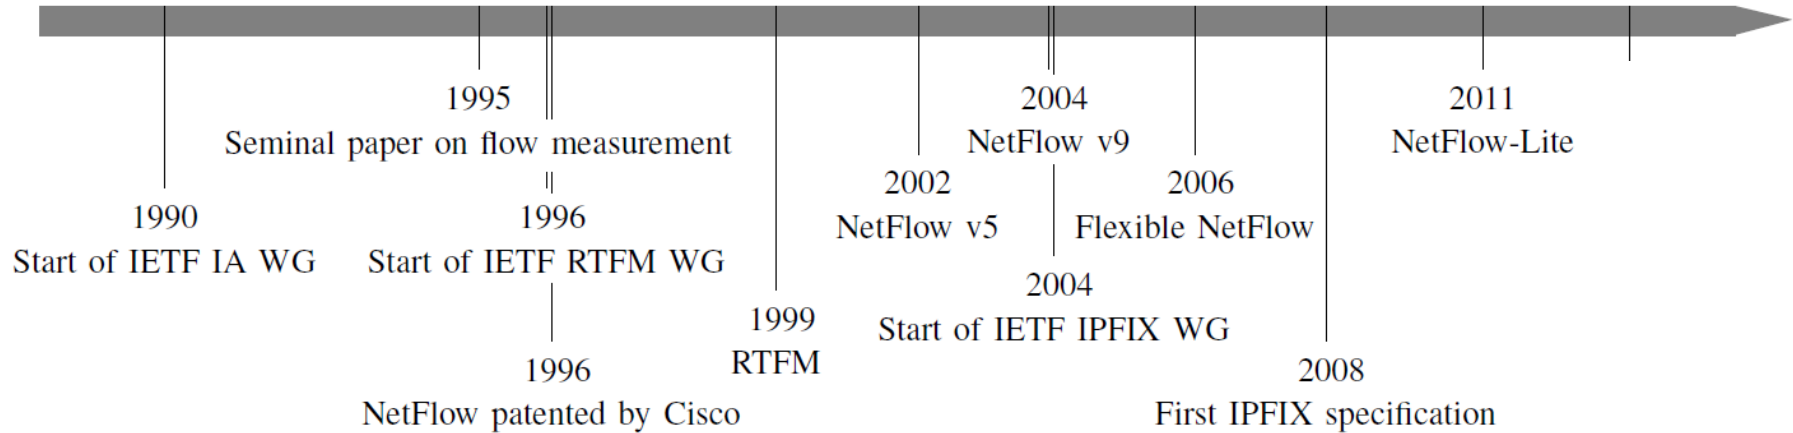 1990
Start of IETF IA WG
1995
Seminal paper on flow measurement
1996
Start of IETF RTFM WG
1996
NetFlow patented by Cisco
1999
RTFM
2002
NetFlow v5
2004
NetFlow v9
2004
Start of IETF IPFIX WG
2006
Flexible NetFlow
2008
First IPFIX specification
2011
NetFlow-Lite